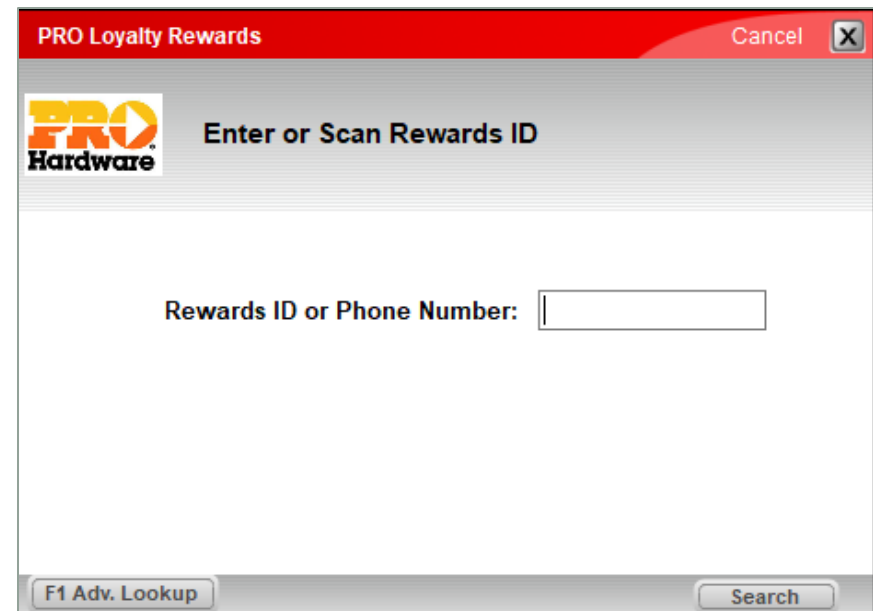 PRO Loyalty Rewards
Cancel
X
PRO
Hardware
Enter or Scan Rewards ID
Rewards ID or Phone Number:
F1 Adv. Lookup
Search